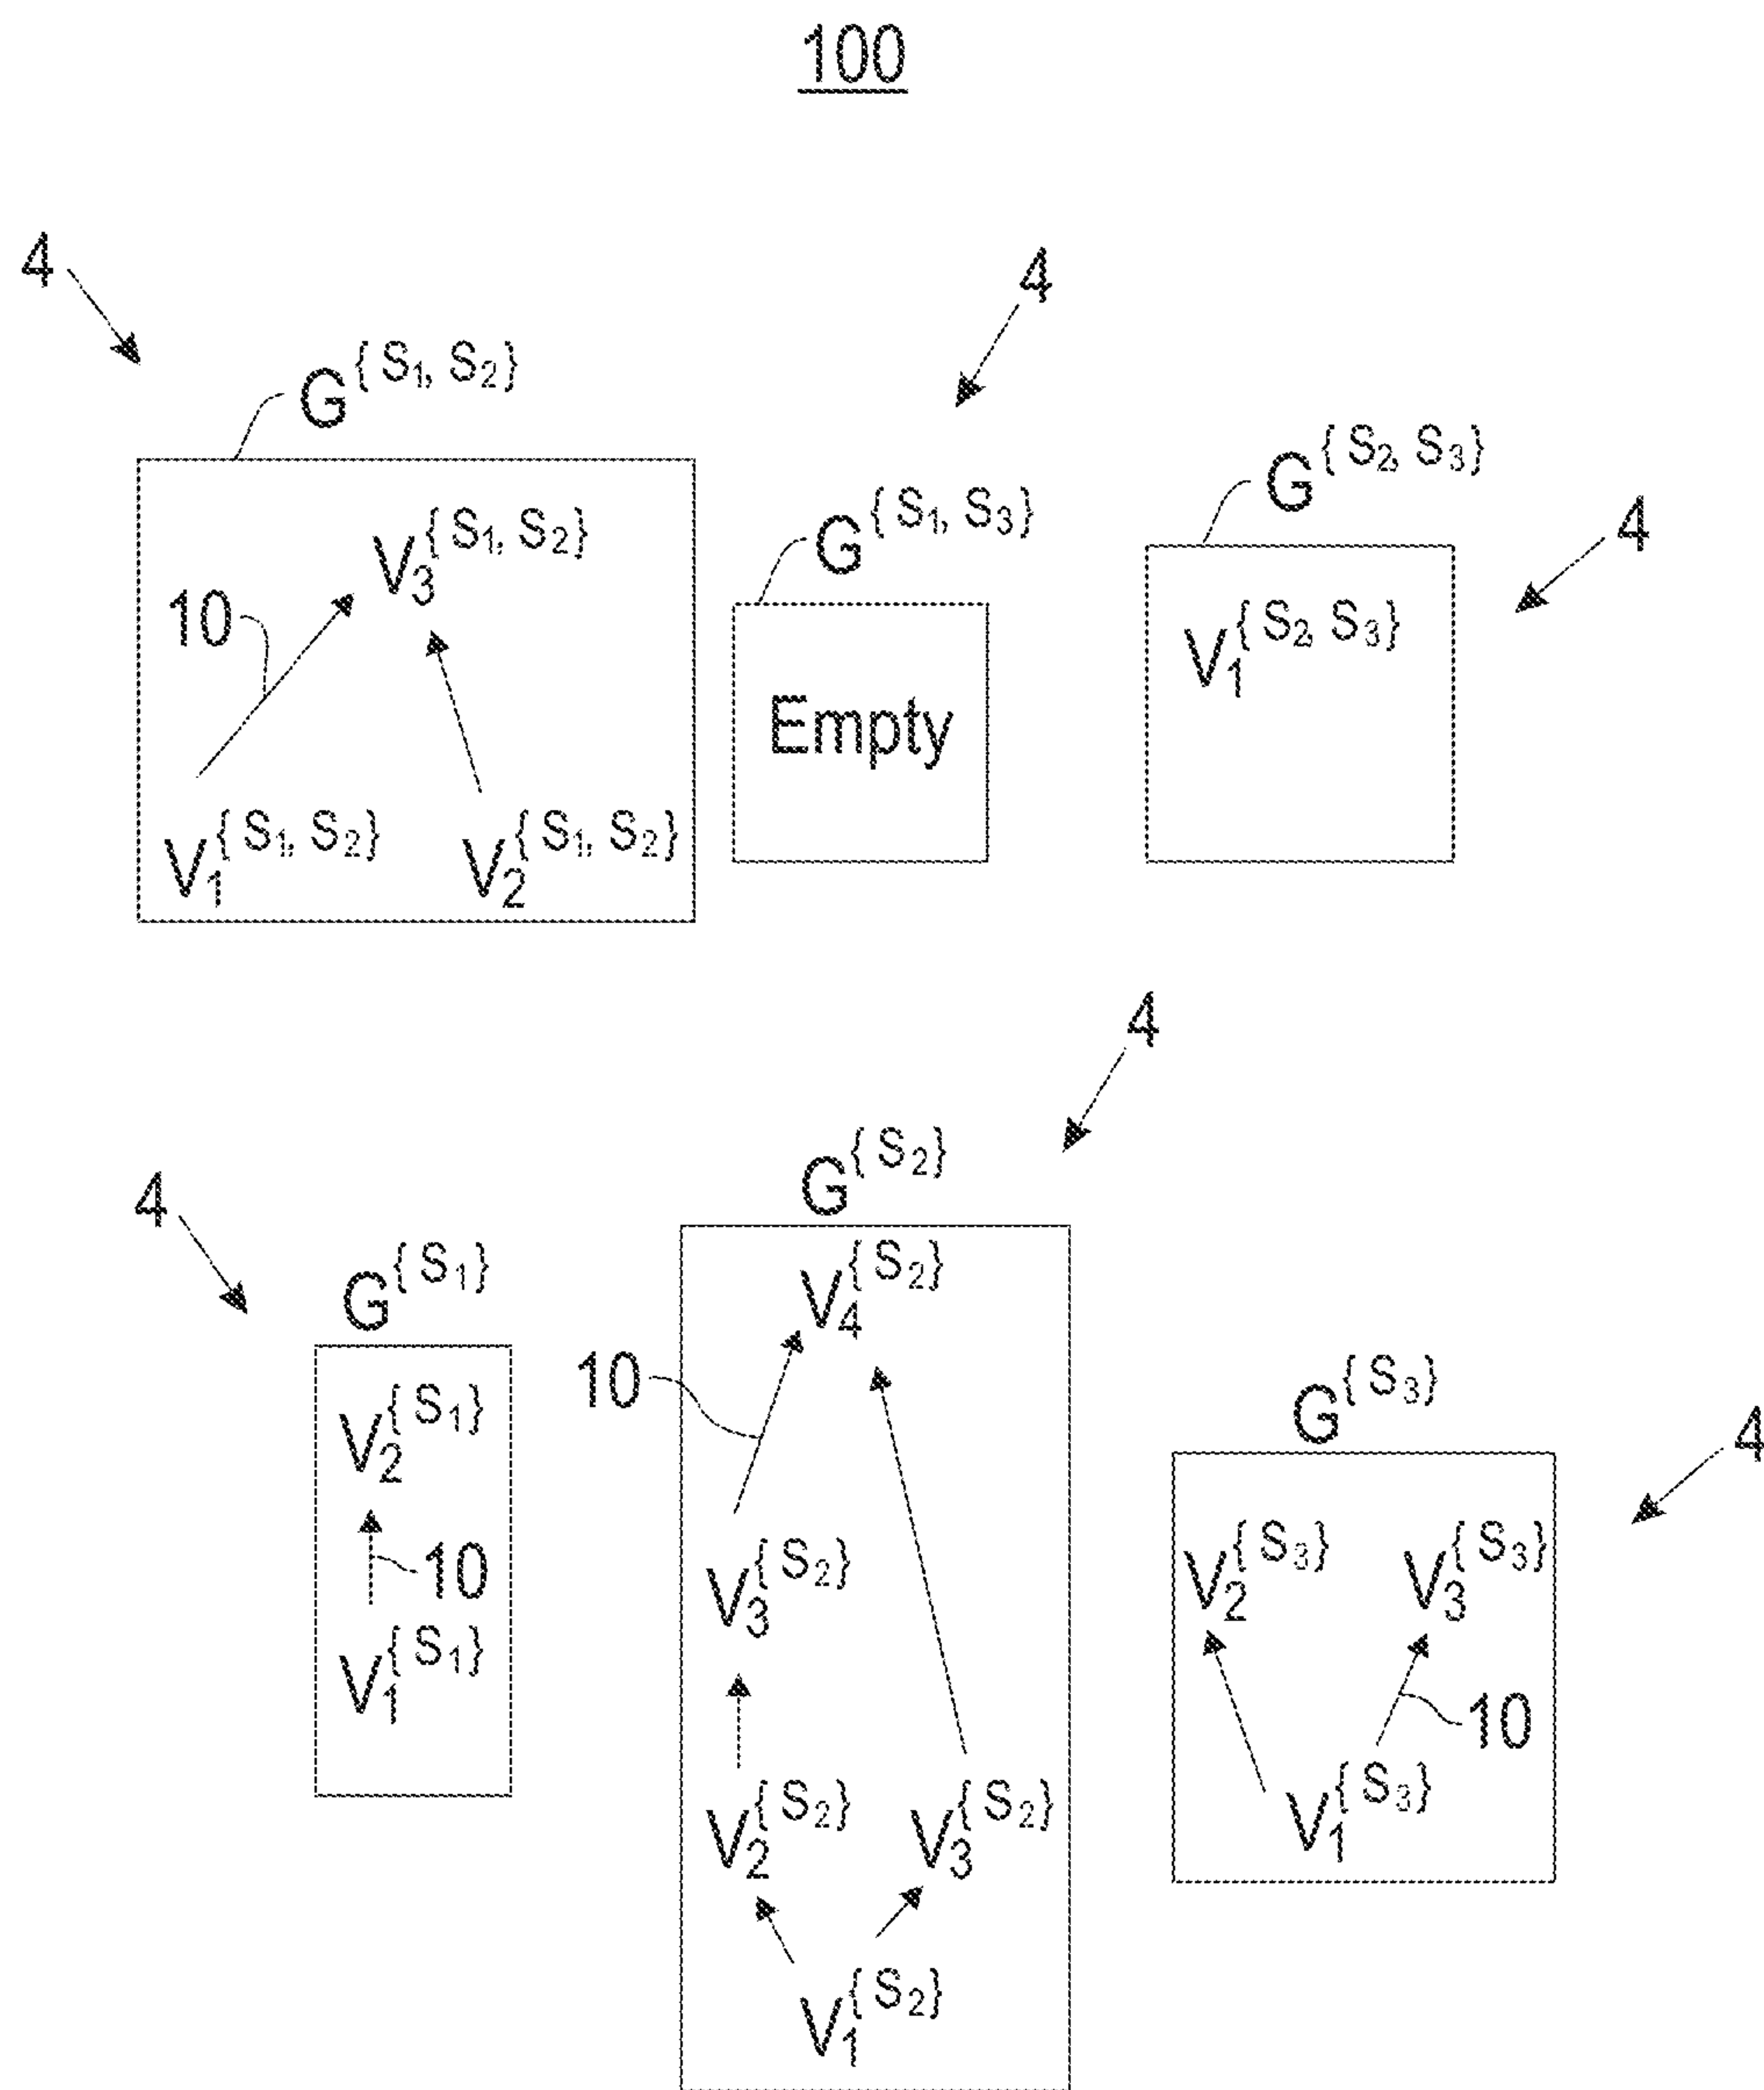 100
4
4
G{S1, S2}
G{S2, S3}
G{S1, S3}
4
V3{S1, S2}
10
V1{S2, S3}
Empty
V1{S1, S2} V2{S1, S2}
4
G{S2}
4
G{S1}
V4{S2}
10
G{S3}
V2{S1}
4
10
V3{S2}
V2{S3} V3{S3}
V1{S1}
10
V2{S2} V3{S2}
V1{S3}
V1{S2}